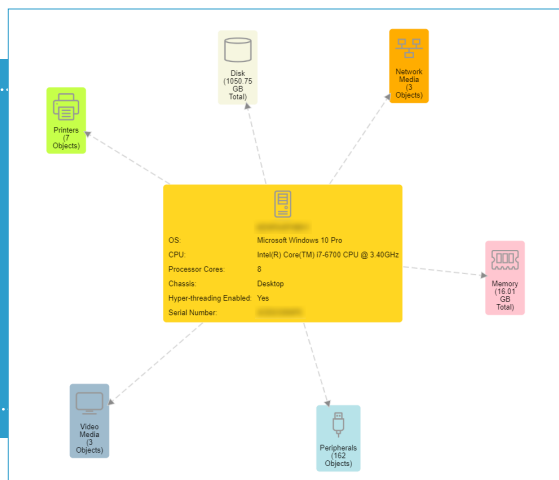 Disk
(1050.75
GB
Total)
Network
Media
(3
Objects)
Printers
(7
Objects)
OS: Microsoft Windows 10 Pro
CPU: Intel(R) Core(TM) i7-6700 CPU @ 3.40GHz
Processor Cores: 8
Chassis: Desktop
Hyper-threading Enabled: Yes
Serial Number:
Memory
(16.01
GB
Total)
Video
Media
(3
Objects)
Peripherals
(162
Objects)